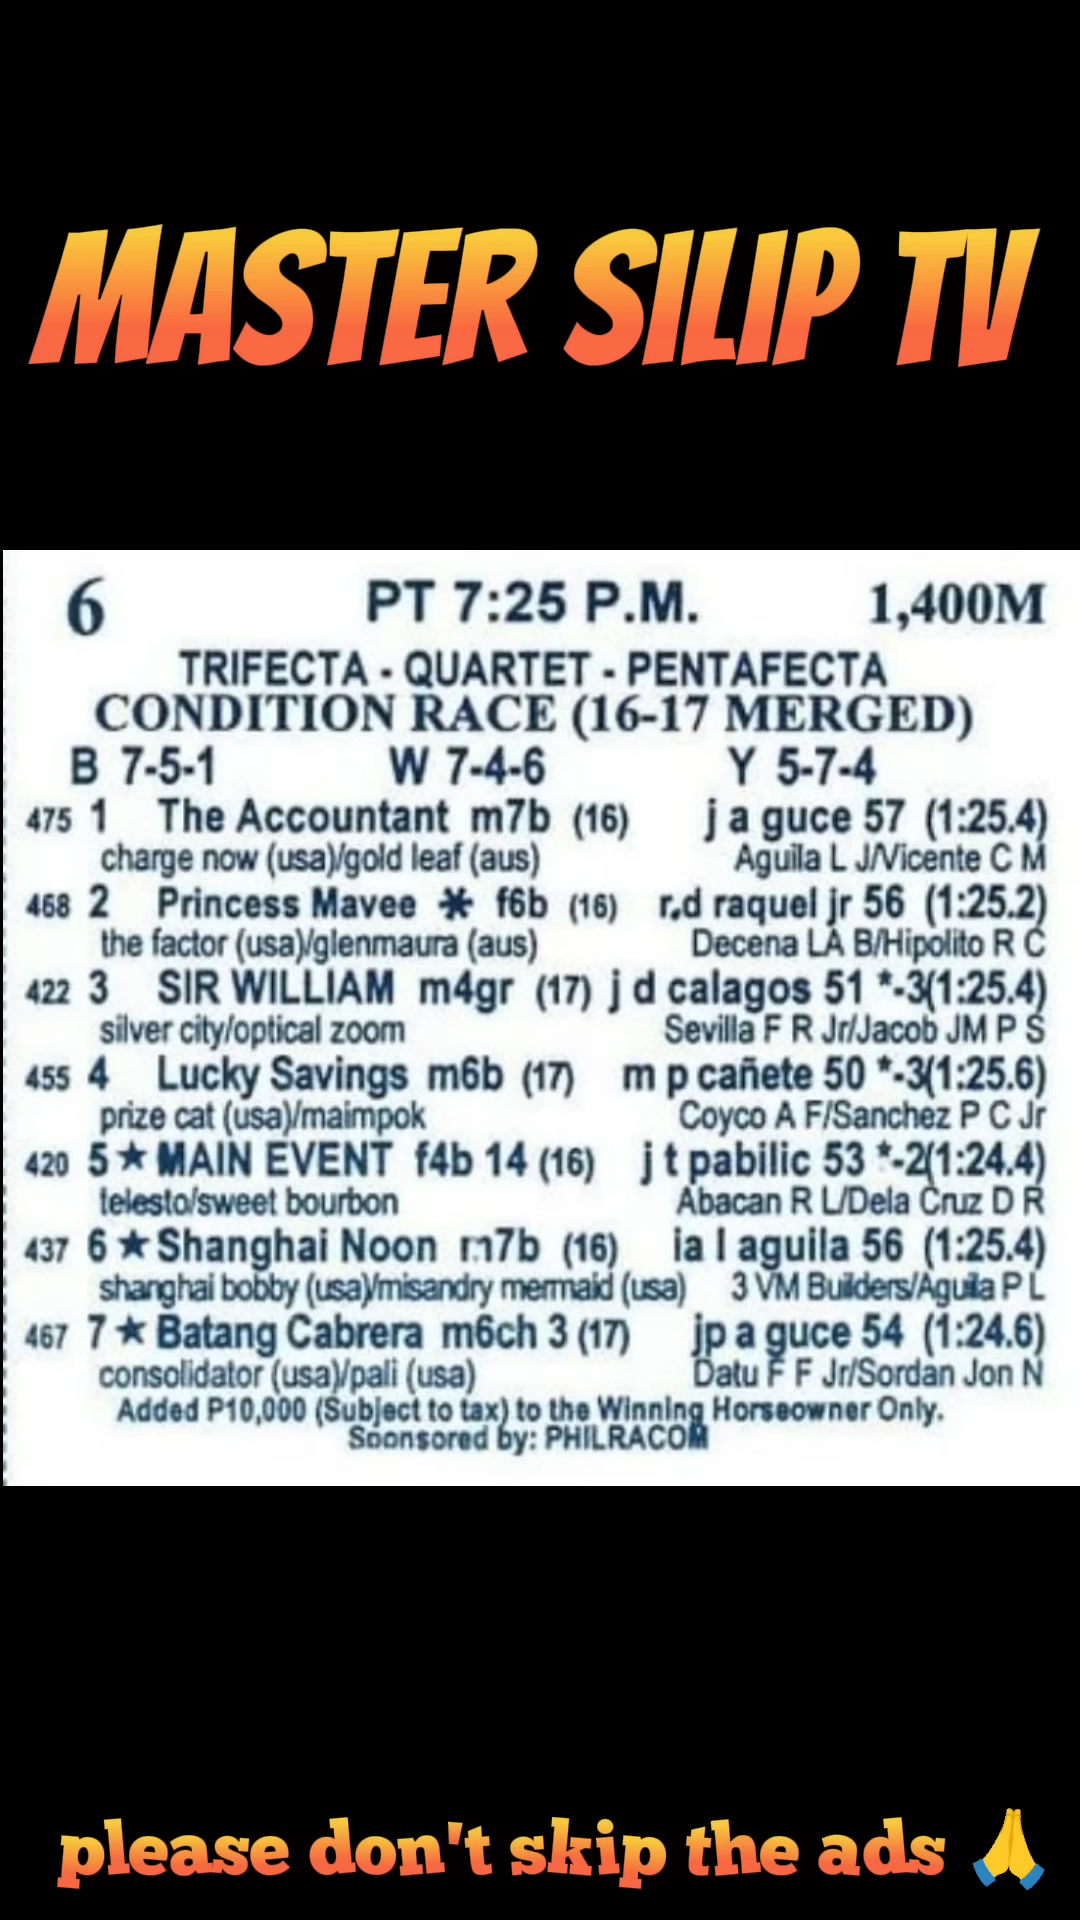 MASTER SILIP TV
6 PT 7:25 P.M. 1,400M
TRIFECTA - QUARTET - PENTAFECTA
CONDITION RACE (16-17 MERGED)
B 7-5-1 W 7-4-6 Y 5-7-4
475 1 The Accountant m7b (16) j a guce 57 (1:25.4)
charge now (usa)/gold leaf (aus) Aguila L J/Vicente C M
468 2 Princess Mavee * f6b (16) r,d raquel jr 56 (1:25.2)
the factor (usa)/glenmaura (aus) Decena LA B/Hipolito R C
422 3 SIR WILLIAM m4gr (17) j d calagos 51 *-3(1:25.4)
silver city/optical zoom Sevilla F R Jr/Jacob JM P S
455 4 Lucky Savings m6b (17) m p cañete 50 *-3(1:25.6)
prize cat (usa)/maimpok Coyco A F/Sanchez P C Jr
420 5 ★ MAIN EVENT f4b 14 (16) j t pabilic 53 *-2(1:24.4)
telesto/sweet bourbon Abacan R L/Dela Cruz D R
437 6 ★ Shanghai Noon m7b (16) ia l aguila 56 (1:25.4)
shanghai bobby (usa)/misandry mermaid (usa) 3 VM Builders/Aguila P L
467 7 ★ Batang Cabrera m6ch 3 (17) jp a guce 54 (1:24.6)
consolidator (usa)/pali (usa) Datu F F Jr/Sordan Jon N
Added P10,000 (Subject to tax) to the Winning Horseowner Only.
Sponsored by: PHILRACOM
please don't skip the ads 🙏